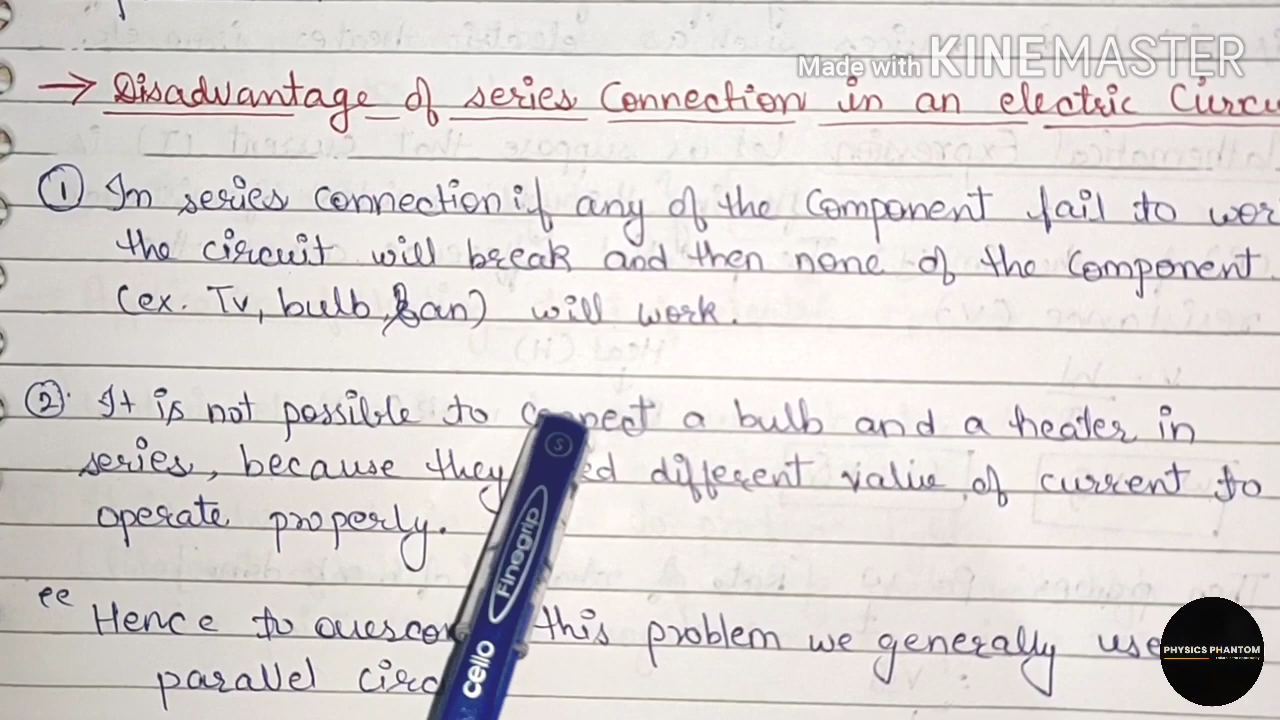 Made with KINEMASTER
→ Disadvantage of series Connection in an electric Circu
① In series connection if any of the Component fail to wor
the circuit will break and then none of the Component
(ex. Tv, bulb, fan) will work.
② It is not possible to connect a bulb and a heater in
series, because they different value of current to
operate properly.
Hence to this problem we generally use
parallel
S
Finegrip
cello
PHYSICS PHANTOM